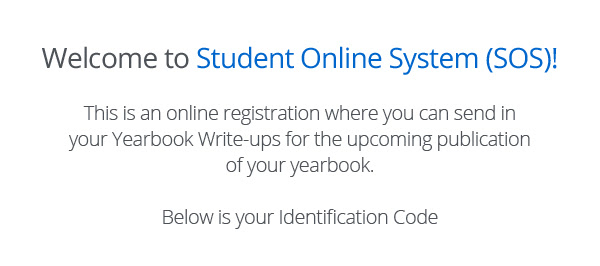 Welcome to Student Online System (SOS)!
This is an online registration where you can send in
your Yearbook Write-ups for the upcoming publication
of your yearbook.
Below is your Identification Code